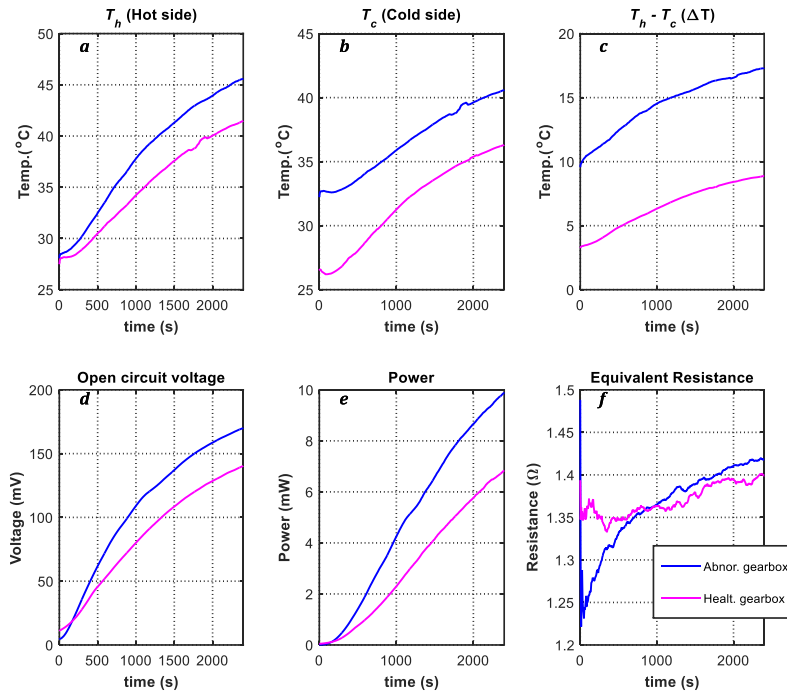 T_h (Hot side)
a
Temp.(°C)
50
45
40
35
30
25
0 500 1000 1500 2000
time (s)
T_c (Cold side)
b
Temp.(°C)
45
40
35
30
25
0 1000 2000
time (s)
T_h - T_c (ΔT)
c
Temp.(°C)
20
15
10
5
0
0 1000 2000
time (s)
Open circuit voltage
d
Voltage (mV)
200
150
100
50
0
0 500 1000 1500 2000
time (s)
Power
e
Power (mW)
10
8
6
4
2
0
0 1000 2000
time (s)
Equivalent Resistance
f
Resistance (Ω)
1.5
1.45
1.4
1.35
1.3
1.25
1.2
0 1000 2000
time (s)
Abnor. gearbox
Healt. gearbox